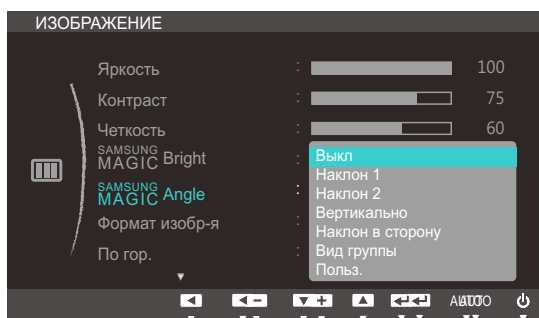 ИЗОБРАЖЕНИЕ
Яркость : 100
Контраст : 75
Четкость : 60
SAMSUNG MAGIC Bright :
SAMSUNG MAGIC Angle :
Формат изобр-я :
По гор. :
Выкл
Наклон 1
Наклон 2
Вертикально
Наклон в сторону
Вид группы
Польз.
AUTO